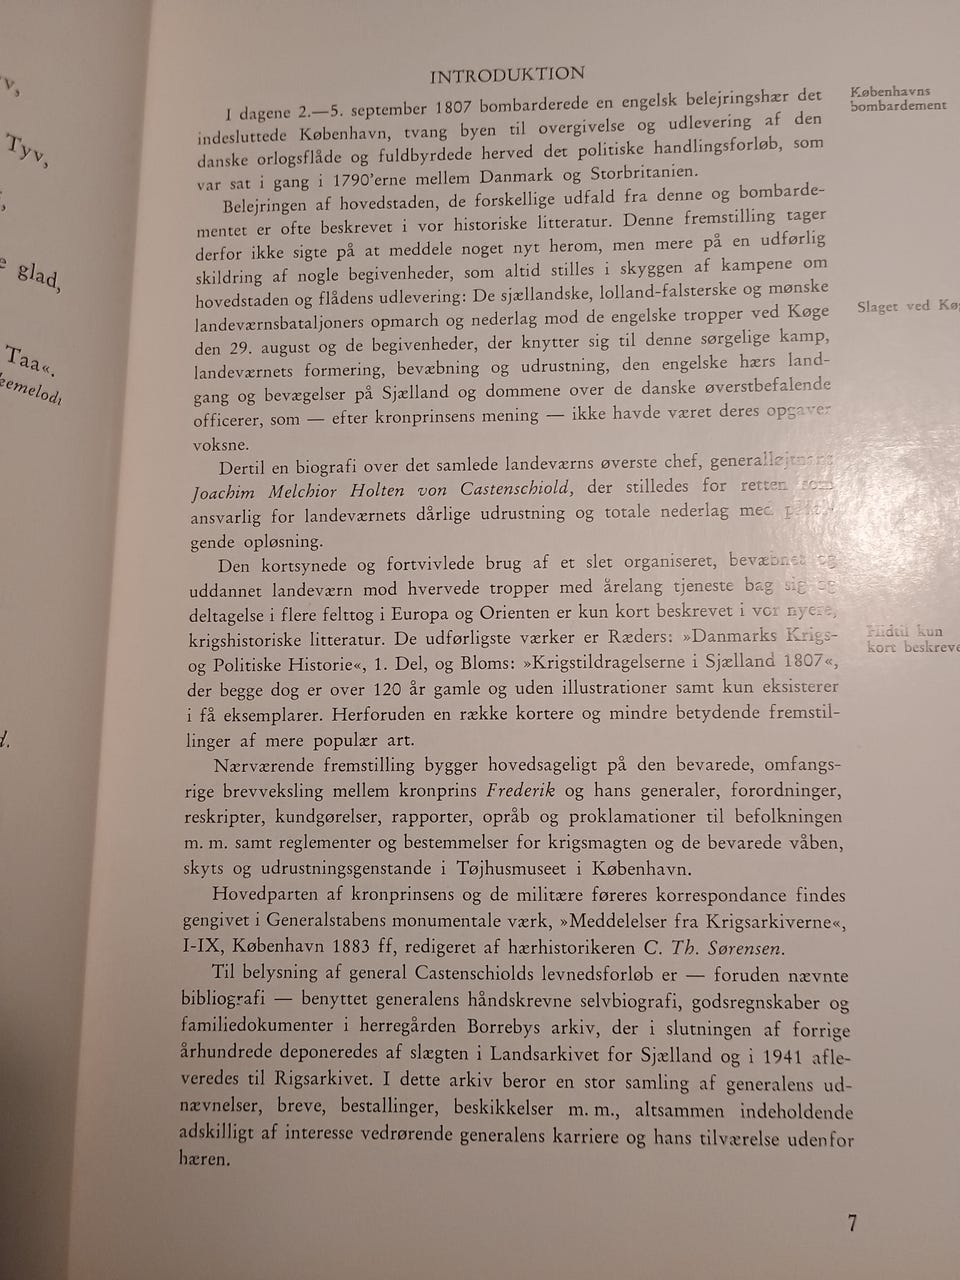 v,
Tyv,
glad,
Taa«.
INTRODUKTION
I dagene 2.—5. september 1807 bombarderede en engelsk belejringshær det
Københavns
bombardement
indesluttede København, tvang byen til overgivelse og udlevering af den
danske orlogsflåde og fuldbyrdede herved det politiske handlingsforløb, som
var sat i gang i 1790'erne mellem Danmark og Storbritanien.
Belejringen af hovedstaden, de forskellige udfald fra denne og bombarde-
mentet er ofte beskrevet i vor historiske litteratur. Denne fremstilling tager
derfor ikke sigte på at meddele noget nyt herom, men mere på en udførlig
skildring af nogle begivenheder, som altid stilles i skyggen af kampene om
hovedstaden og flådens udlevering: De sjællandske, lolland-falsterske og mønske
landeværnsbataljoners opmarch og nederlag mod de engelske tropper ved Køge
Slaget ved
den 29. august og de begivenheder, der knytter sig til denne sørgelige kamp,
landeværnets formering, bevæbning og udrustning, den engelske hærs land-
gang og bevægelser på Sjælland og dommene over de danske øverstbefalende
officerer, som — efter kronprinsens mening — ikke havde været deres opgaver
voksne.
Dertil en biografi over det samlede landeværns øverste chef, generalløjtnant
Joachim Melchior Holten von Castenschiold, der stilledes for retten som
ansvarlig for landeværnets dårlige udrustning og totale nederlag med
gende opløsning.
Den kortsynede og fortvivlede brug af et slet organiseret, bevæbnet og
uddannet landeværn mod hvervede tropper med årelang tjeneste bag sig og
deltagelse i flere felttog i Europa og Orienten er kun kort beskrevet i vor nyere,
Hidtil kun
kort
krigshistoriske litteratur. De udførligste værker er Ræders: »Danmarks Krigs-
og Politiske Historie«, 1. Del, og Bloms: »Krigstildragelserne i Sjælland 1807«,
der begge dog er over 120 år gamle og uden illustrationer samt kun eksisterer
i få eksemplarer. Herforuden en række kortere og mindre betydende fremstil-
linger af mere populær art.
Nærværende fremstilling bygger hovedsageligt på den bevarede, omfangs-
rige brevveksling mellem kronprins Frederik og hans generaler, forordninger,
reskripter, kundgørelser, rapporter, opråb og proklamationer til befolkningen
m. m. samt reglementer og bestemmelser for krigsmagten og de bevarede våben,
skyts og udrustningsgenstande i Tøjhusmuseet i København.
Hovedparten af kronprinsens og de militære føreres korrespondance findes
gengivet i Generalstabens monumentale værk, »Meddelelser fra Krigsarkiverne«,
I-IX, København 1883 ff, redigeret af hærhistorikeren C. Th. Sørensen.
Til belysning af general Castenschiolds levnedsforløb er — foruden nævnte
bibliografi — benyttet generalens håndskrevne selvbiografi, godsregnskaber og
familiedokumenter i herregården Borrebys arkiv, der i slutningen af forrige
århundrede deponeredes af slægten i Landsarkivet for Sjælland og i 1941 afle-
veredes til Rigsarkivet. I dette arkiv beror en stor samling af generalens ud-
nævnelser, breve, bestallinger, beskikkelser m. m., altsammen indeholdende
adskilligt af interesse vedrørende generalens karriere og hans tilværelse udenfor
hæren.
7